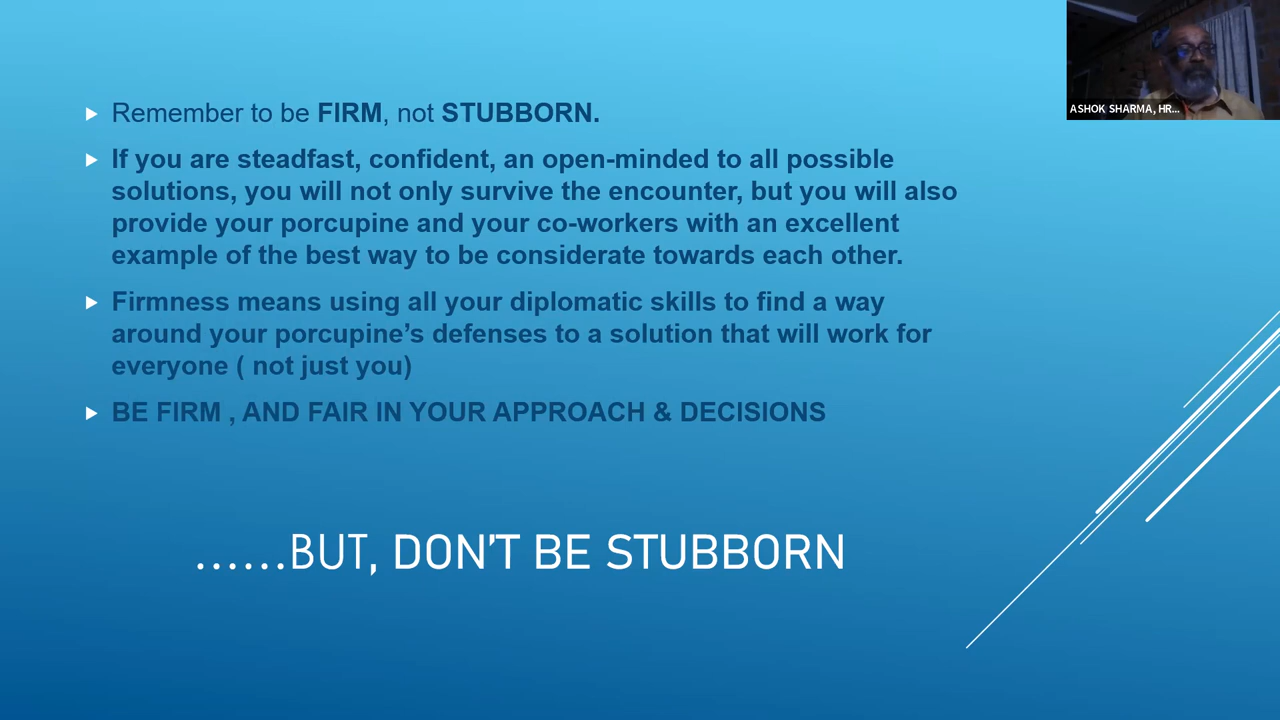 Remember to be FIRM, not STUBBORN.
If you are steadfast, confident, an open-minded to all possible
solutions, you will not only survive the encounter, but you will also
provide your porcupine and your co-workers with an excellent
example of the best way to be considerate towards each other.
Firmness means using all your diplomatic skills to find a way
around your porcupine’s defenses to a solution that will work for
everyone ( not just you)
BE FIRM , AND FAIR IN YOUR APPROACH & DECISIONS
......BUT, DON'T BE STUBBORN
ASHOK SHARMA, HR...